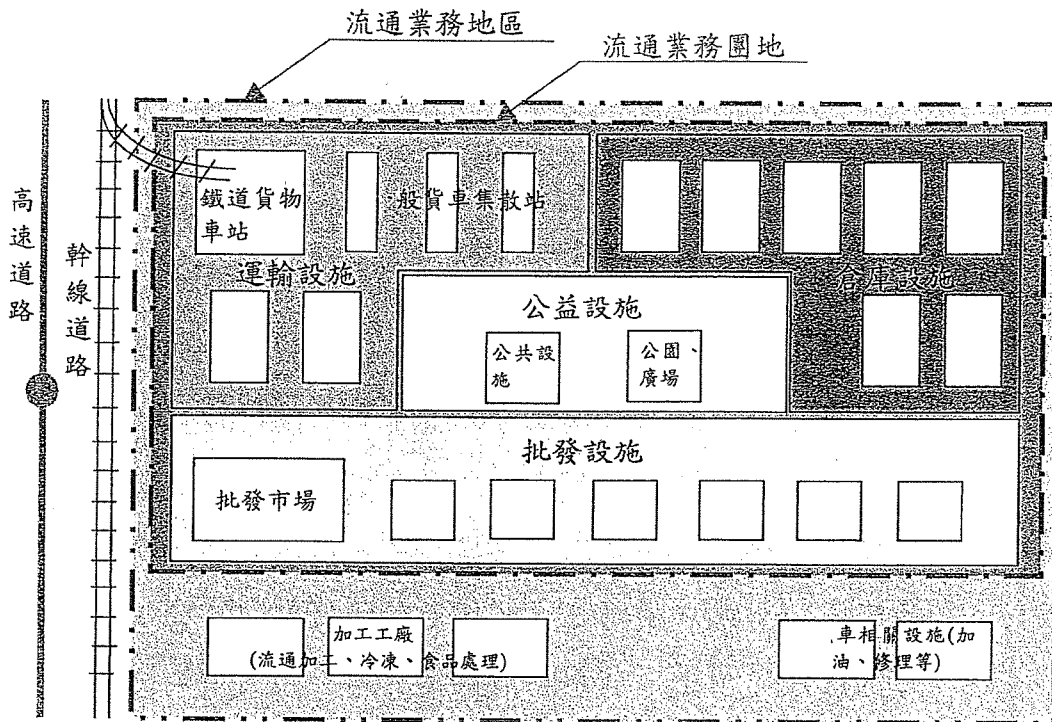 流通業務地區
流通業務團地
高速道路
幹線道路
鐵道貨物
車站
般貨車集散站
運輸設施
倉庫設施
公益設施
公共設
施
公園、
廣場
批發設施
批發市場
加工工廠
(流通加工、冷凍、食品處理)
車相關設施(加
油、修理等)